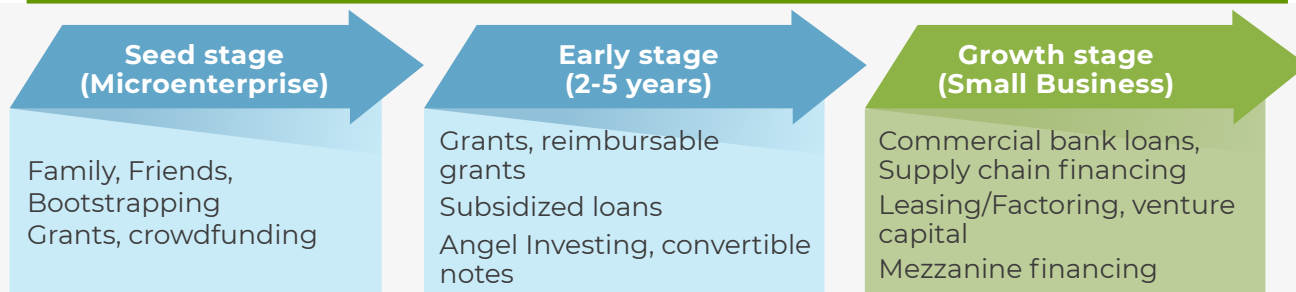 Seed stage
(Microenterprise)
Family, Friends,
Bootstrapping
Grants, crowdfunding
Early stage
(2-5 years)
Grants, reimbursable
grants
Subsidized loans
Angel Investing, convertible
notes
Growth stage
(Small Business)
Commercial bank loans,
Supply chain financing
Leasing/Factoring, venture
capital
Mezzanine financing